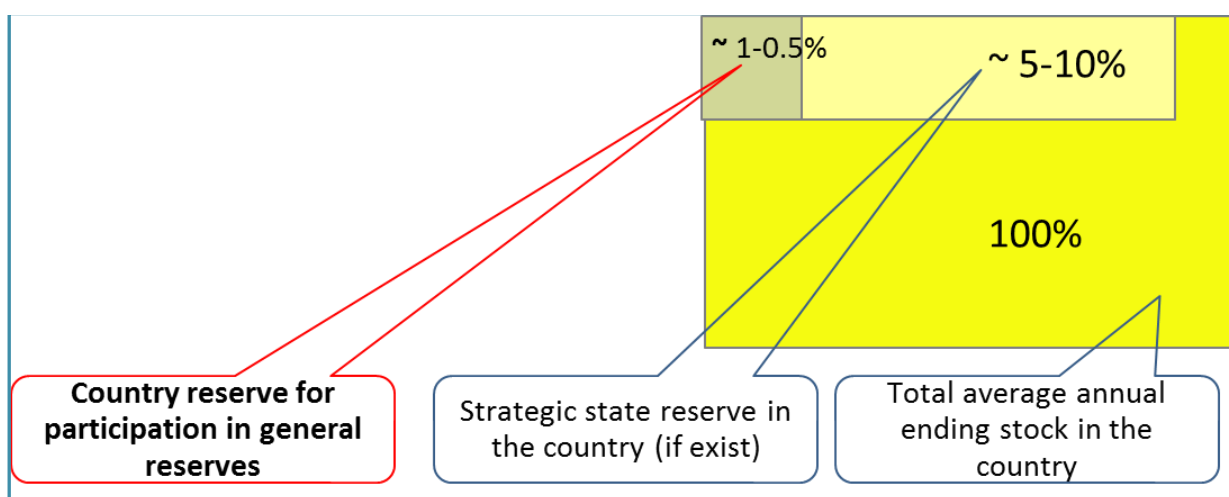 ~ 1-0.5%
~ 5-10%
100%
Country reserve for
participation in general
reserves
Strategic state reserve in
the country (if exist)
Total average annual
ending stock in the
country